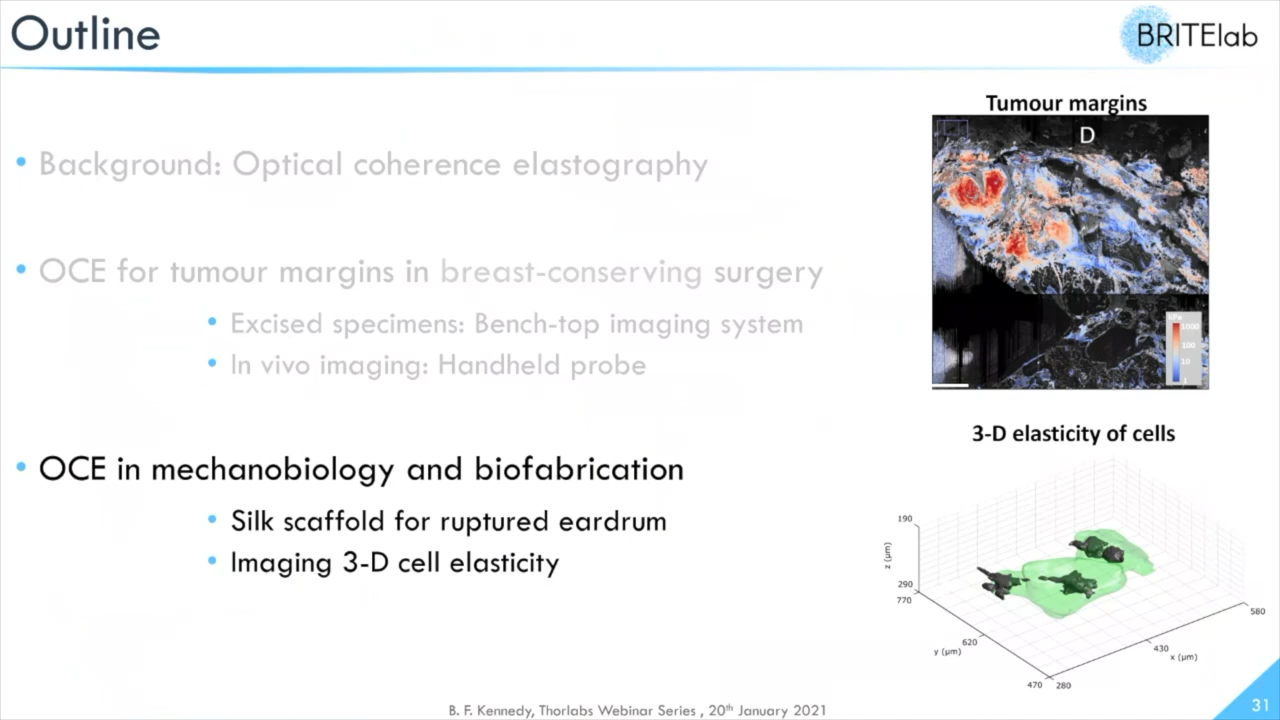 Outline
BRITElab
Tumour margins
D
• Background: Optical coherence elastography
• OCE for tumour margins in breast-conserving surgery
• Excised specimens: Bench-top imaging system
• In vivo imaging: Handheld probe
kPa
1000
100
10
1
3-D elasticity of cells
• OCE in mechanobiology and biofabrication
• Silk scaffold for ruptured eardrum
• Imaging 3-D cell elasticity
190
z (µm)
290
770
620
y (µm)
470
280
430
x (µm)
580
B. F. Kennedy, Thorlabs Webinar Series , 20th January 2021
31